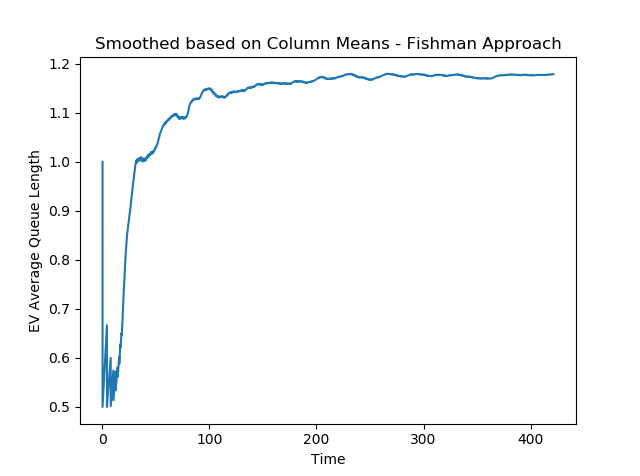 Smoothed based on Column Means - Fishman Approach
EV Average Queue Length
1.2
1.1
1.0
0.9
0.8
0.7
0.6
0.5
0 100 200 300 400
Time